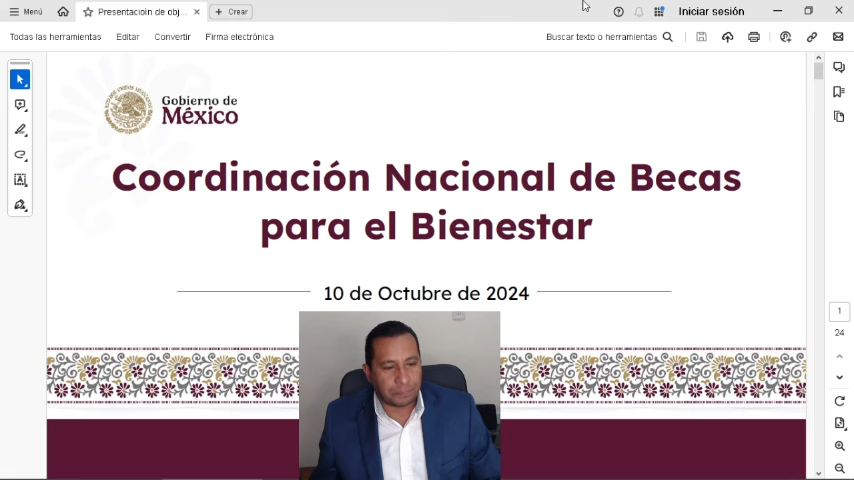 Menú
Presentacioin de obj...
Crear
Iniciar sesión
Todas las herramientas
Editar
Convertir
Firma electrónica
Buscar texto o herramientas
Gobierno de
México
Coordinación Nacional de Becas
para el Bienestar
10 de Octubre de 2024
1
24